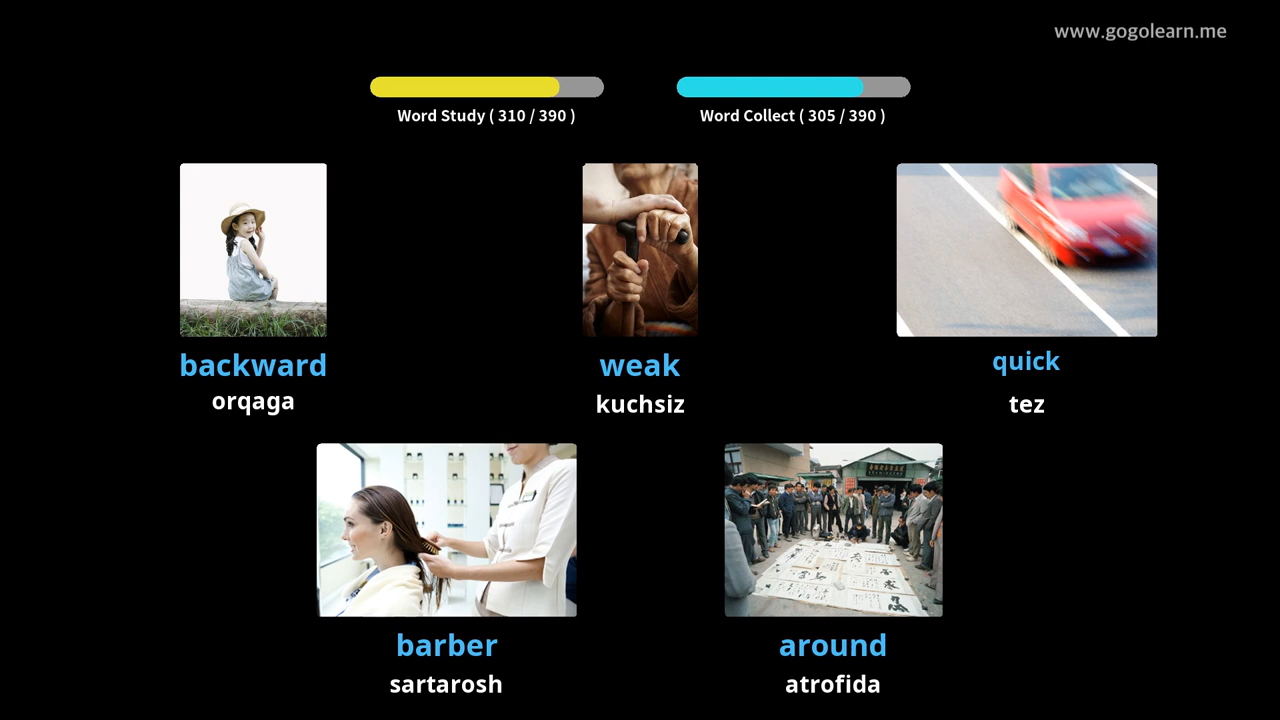 www.gogolearn.me
Word Study ( 310 / 390 )
Word Collect ( 305 / 390 )
backward
orqaga
weak
kuchsiz
quick
tez
barber
sartarosh
around
atrofida